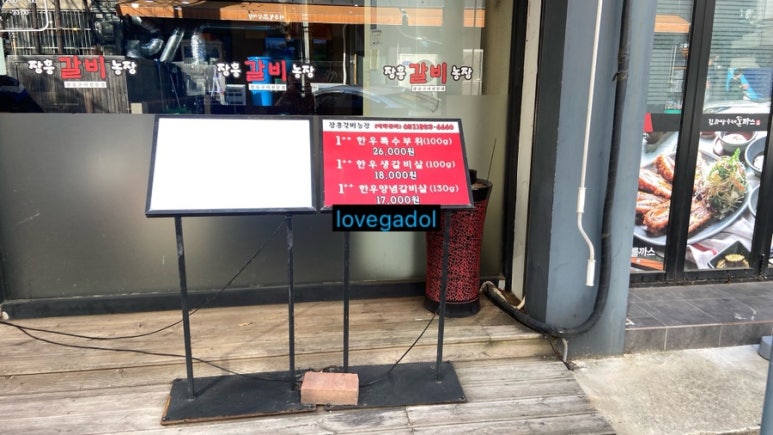 장흥 갈비 농장
장흥 갈비 농장
장흥 갈비 농장
장흥갈비농장
1++ 한우특수부위(100g)
26,000원
1++ 한우생갈비살(100g)
18,000원
1++ 한우양념갈비살(130g)
17,000원
lovegadol